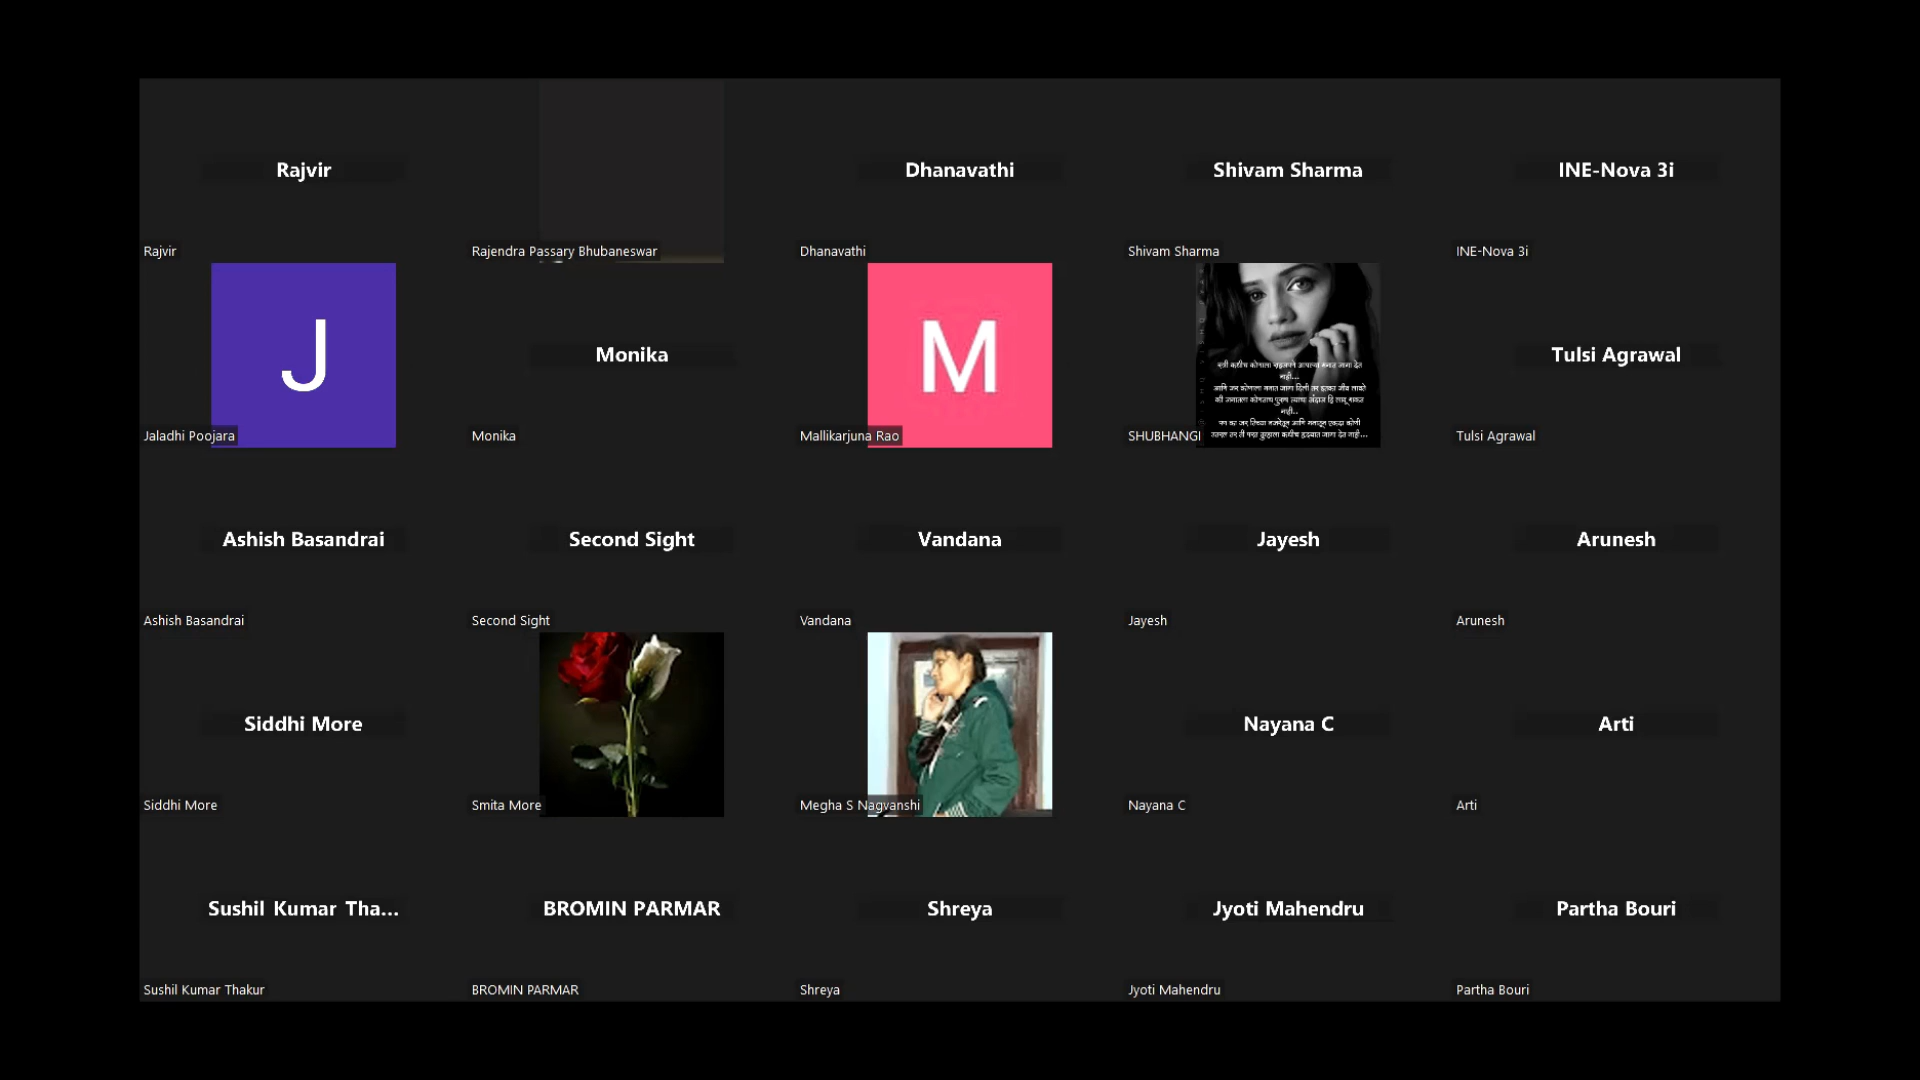 Rajvir
Dhanavathi
Shivam Sharma
INE-Nova 3i
Rajvir
Rajendra Passary Bhubaneswar
Dhanavathi
Shivam Sharma
INE-Nova 3i
J
Monika
M
Tulsi Agrawal
नाही...
नाही..
Jaladhi Poojara
Monika
Mallikarjuna Rao
SHUBHANGI
Tulsi Agrawal
Ashish Basandrai
Second Sight
Vandana
Jayesh
Arunesh
Ashish Basandrai
Second Sight
Vandana
Jayesh
Arunesh
Siddhi More
Nayana C
Arti
Siddhi More
Smita More
Megha S Nagvanshi
Nayana C
Arti
Sushil Kumar Tha...
BROMIN PARMAR
Shreya
Jyoti Mahendru
Partha Bouri
Sushil Kumar Thakur
BROMIN PARMAR
Shreya
Jyoti Mahendru
Partha Bouri